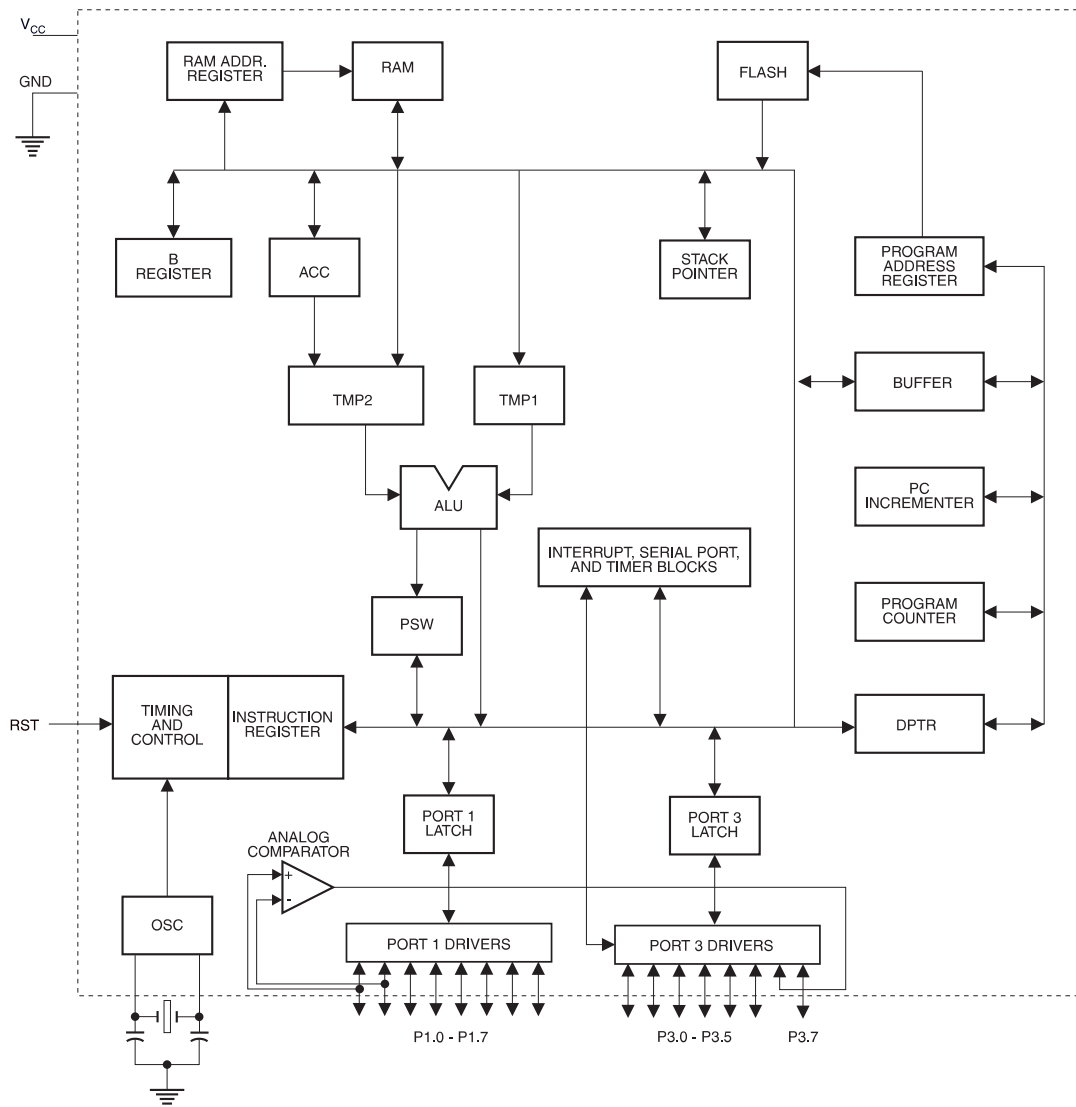 VCC
GND
RAM ADDR.
REGISTER
RAM
FLASH
B
REGISTER
ACC
STACK
POINTER
PROGRAM
ADDRESS
REGISTER
TMP2
TMP1
BUFFER
ALU
PC
INCREMENTER
INTERRUPT, SERIAL PORT,
AND TIMER BLOCKS
PSW
PROGRAM
COUNTER
RST
TIMING
AND
CONTROL
INSTRUCTION
REGISTER
DPTR
PORT 1
LATCH
PORT 3
LATCH
ANALOG
COMPARATOR
+
-
OSC
PORT 1 DRIVERS
PORT 3 DRIVERS
P1.0 - P1.7
P3.0 - P3.5
P3.7